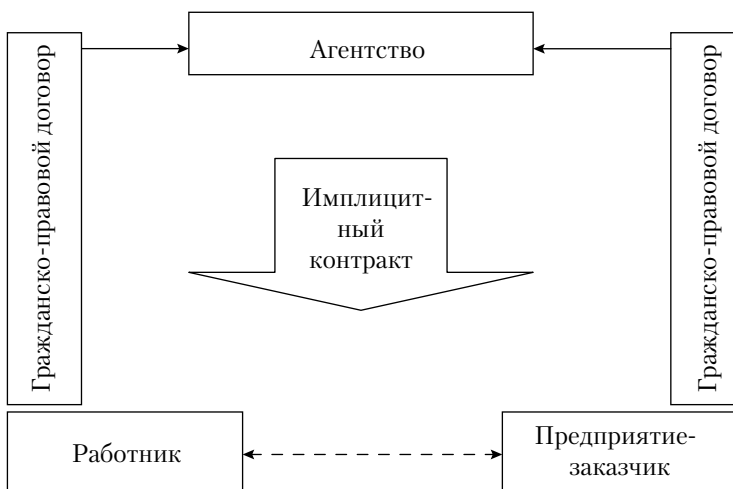 Агентство
Гражданско-правовой договор
Гражданско-правовой договор
Имплицит-
ный
контракт
Работник
Предприятие-
заказчик